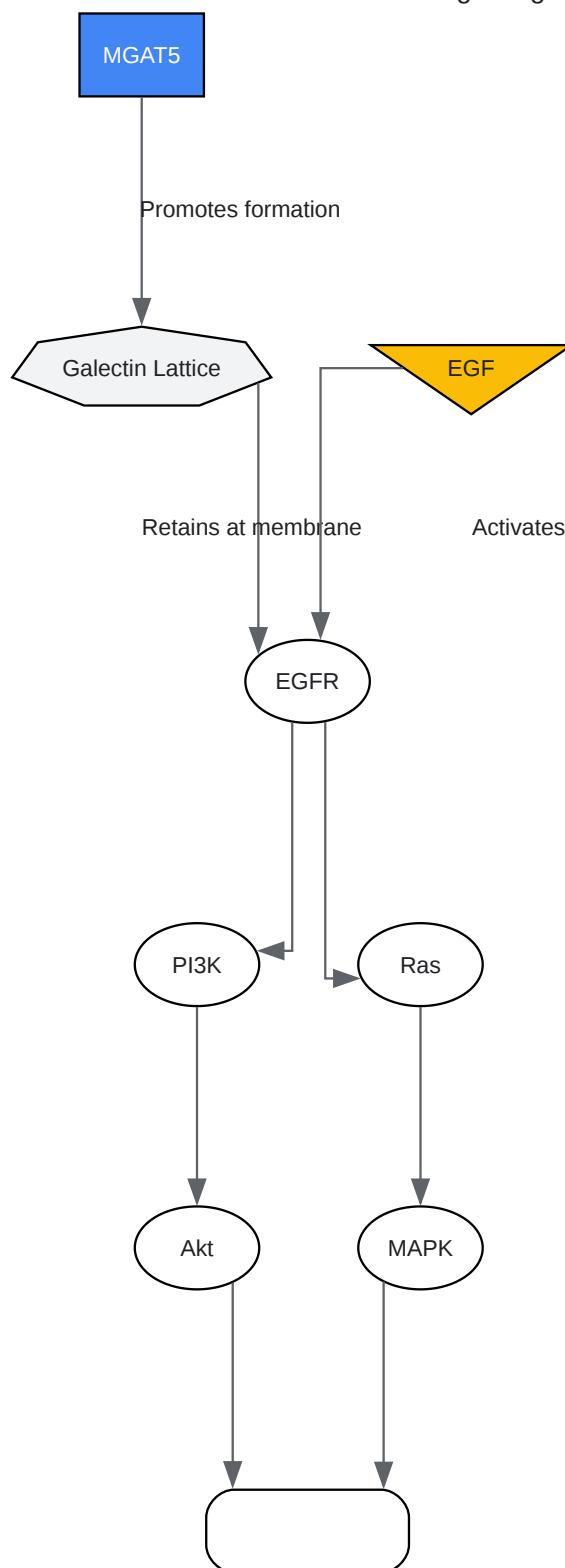 MGAT5
Promotes formation
Galectin Lattice
EGF
Retains at membrane
Activates
EGFR
PI3K
Ras
Akt
MAPK